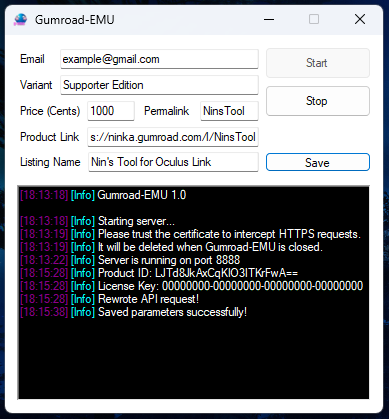 Gumroad-EMU
Email example@gmail.com
Start
Variant Supporter Edition
Price (Cents) 1000 Permalink NinsTool
Stop
Product Link s://ninka.gumroad.com/l/NinsTool
Listing Name Nin's Tool for Oculus Link
Save
[18:13:18] [Info] Gumroad-EMU 1.0
[18:13:18] [Info] Starting server...
[18:13:19] [Info] Please trust the certificate to intercept HTTPS requests.
[18:13:19] [Info] It will be deleted when Gumroad-EMU is closed.
[18:13:22] [Info] Server is running on port 8888
[18:15:28] [Info] Product ID: LJTd8JkAxCqKlO3ITKrFwA==
[18:15:28] [Info] License Key: 00000000-00000000-00000000-00000000
[18:15:28] [Info] Rewrote API request!
[18:15:38] [Info] Saved parameters successfully!